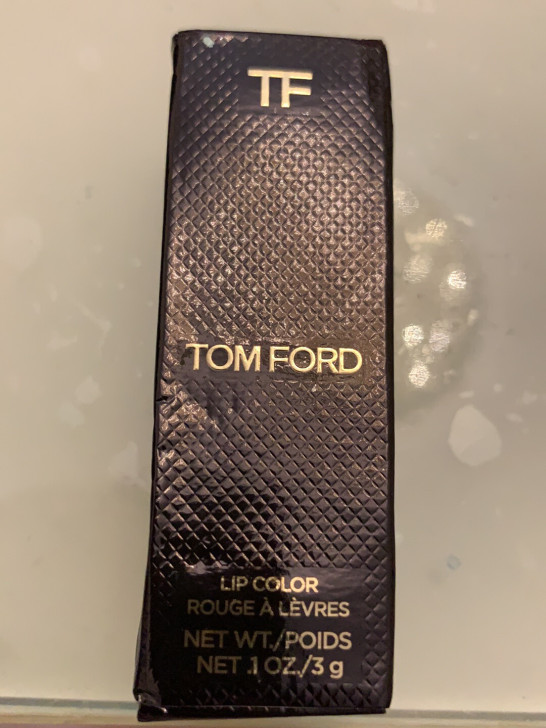 TF
TOM FORD
LIP COLOR
ROUGE À LÈVRES
NET WT./POIDS
NET .1 OZ./3 g